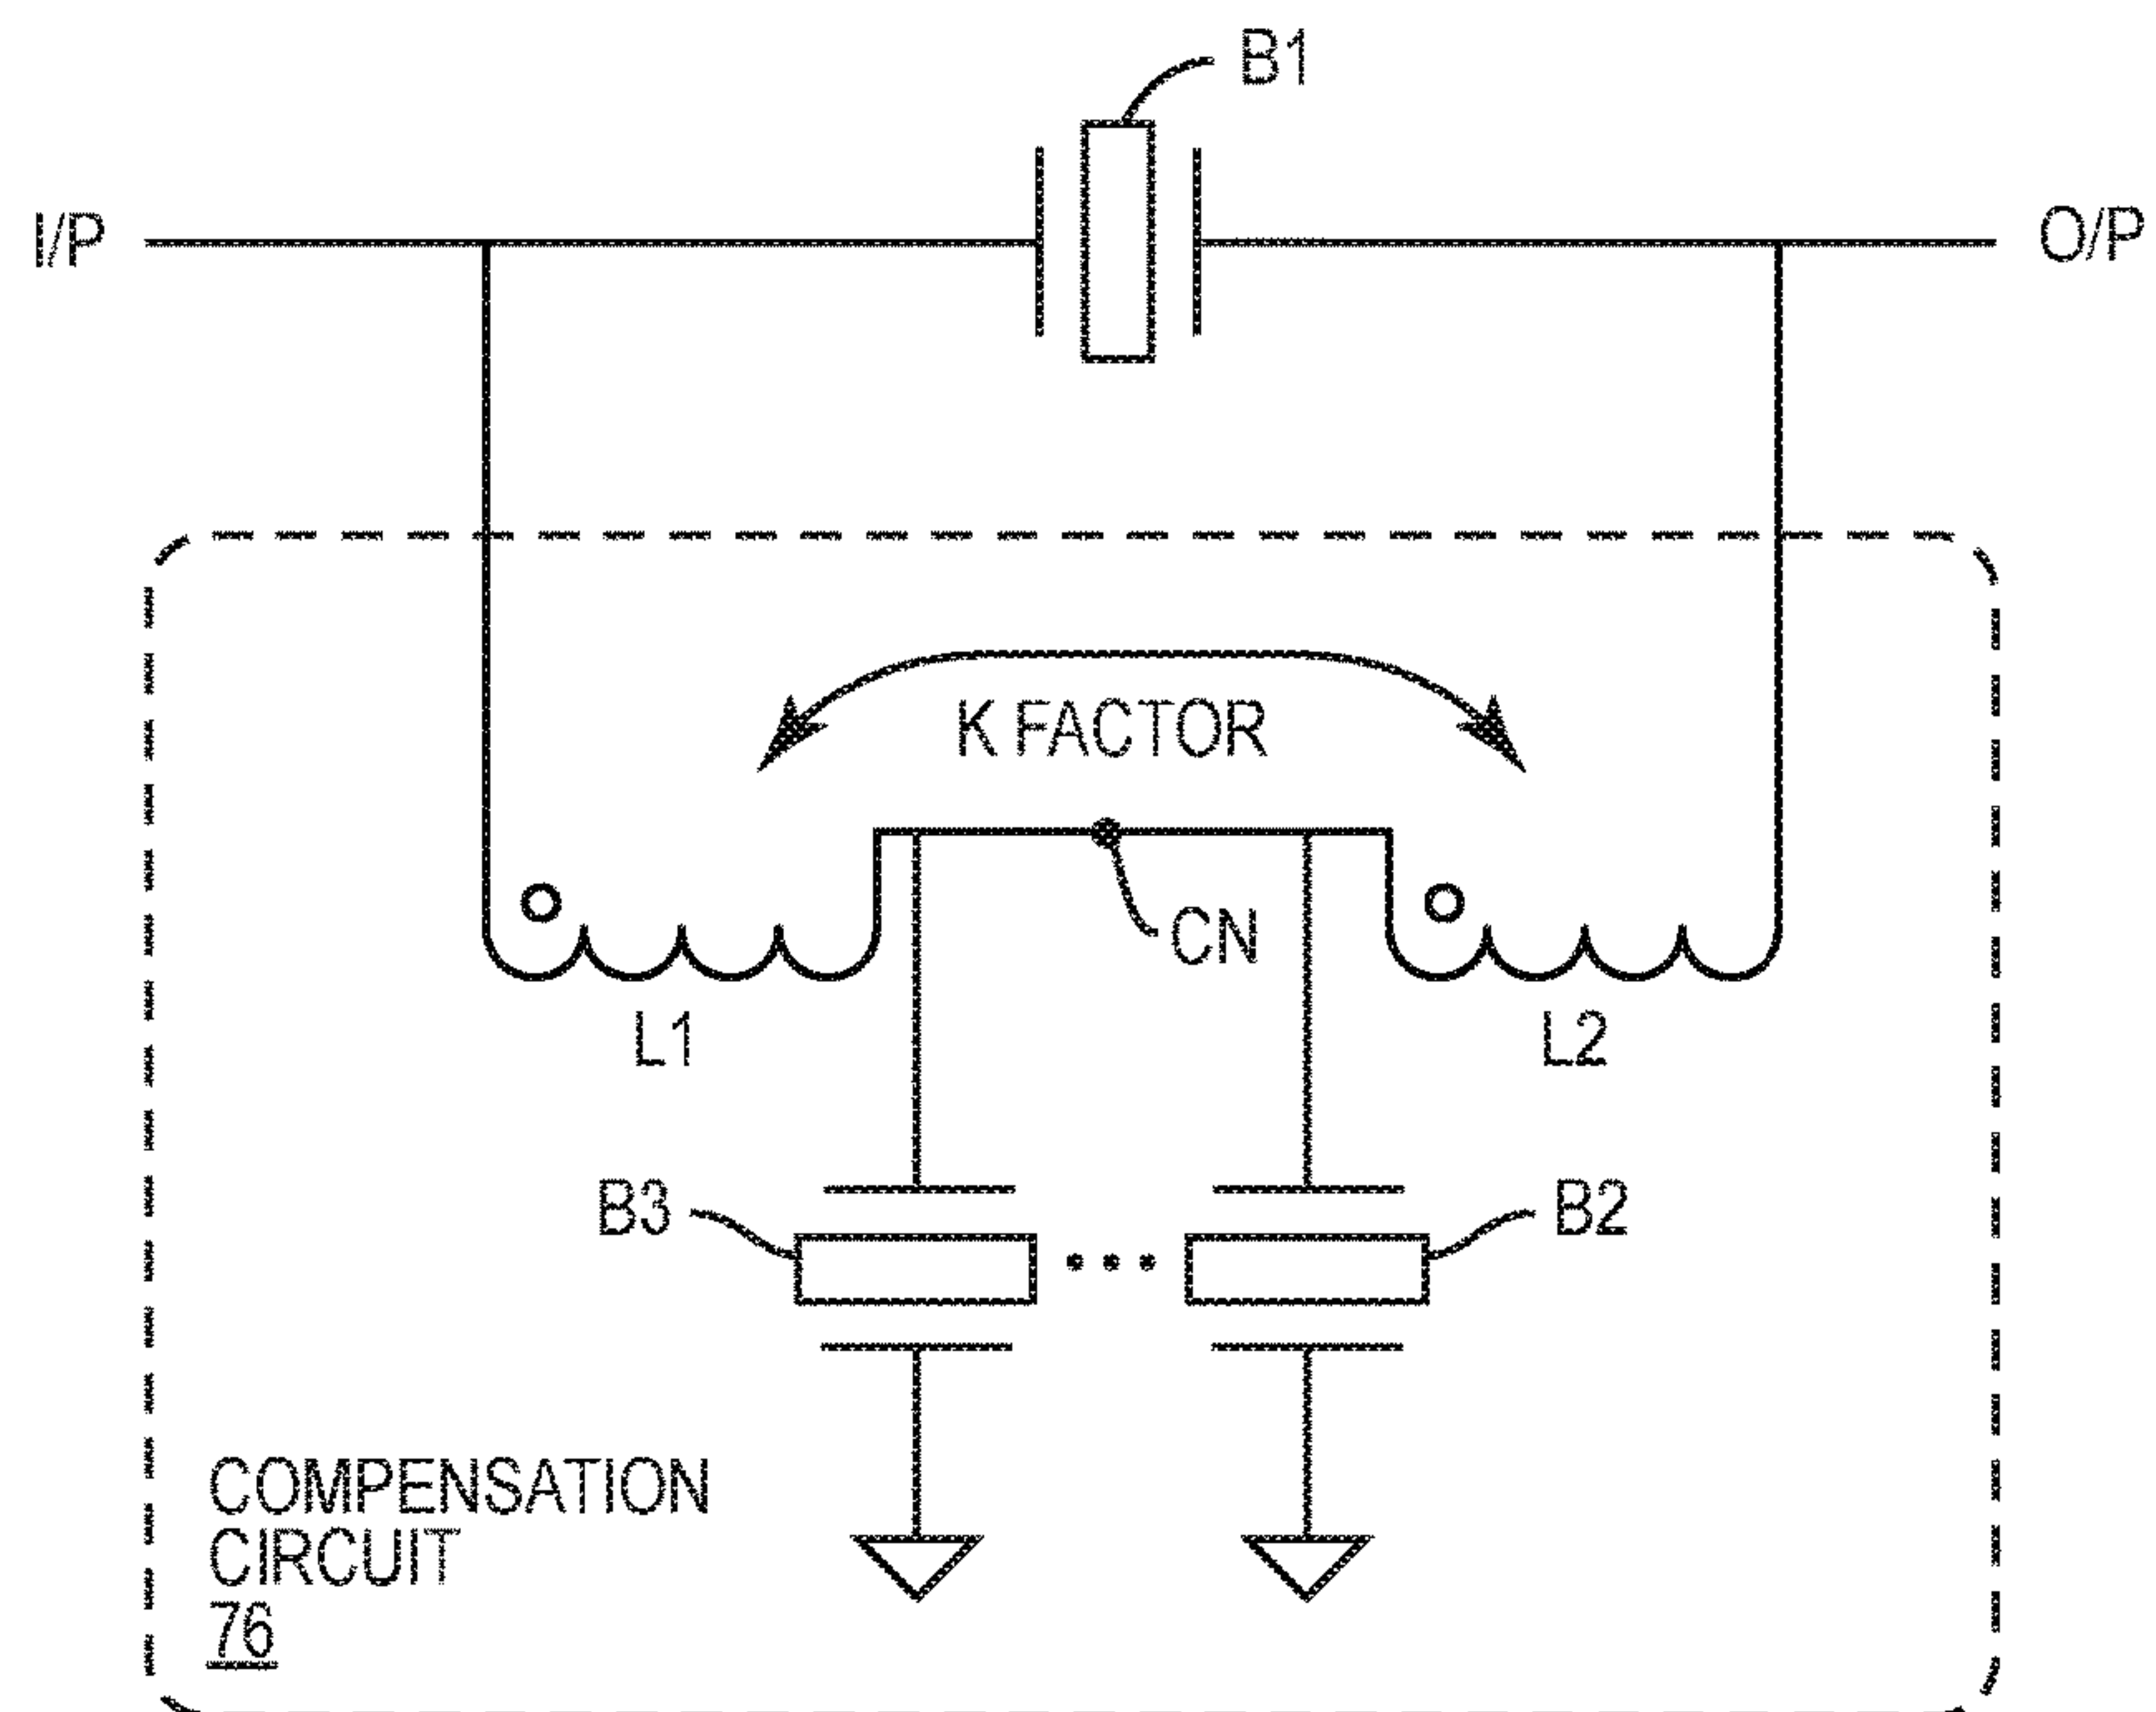 B1
I/P
O/P
K FACTOR
CN
L1
L2
B3
B2
COMPENSATION
CIRCUIT
76